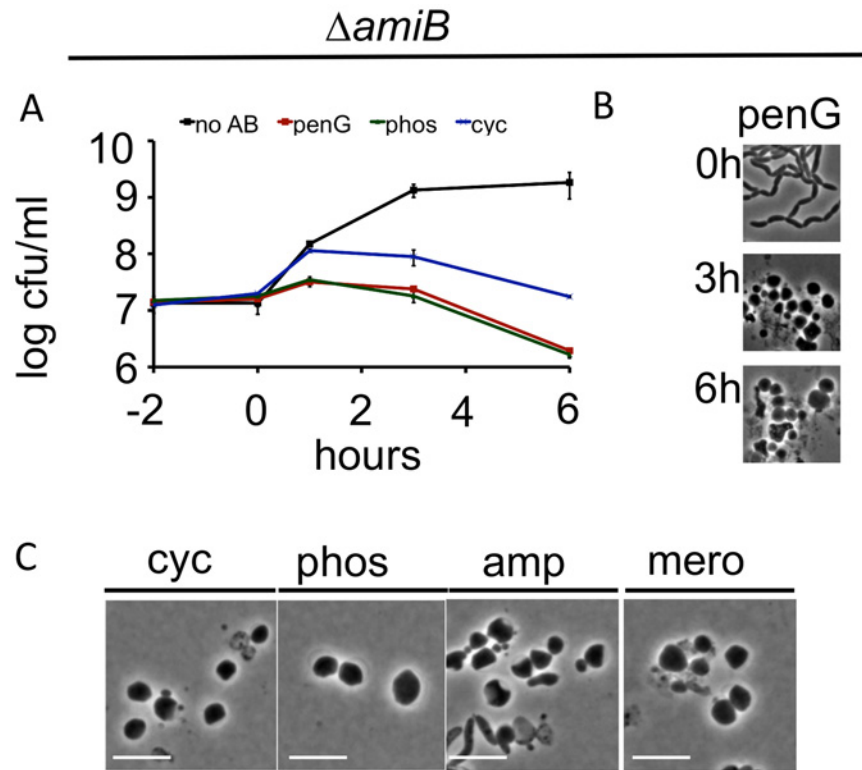 ΔamiB
A
B
no AB penG phos cyc
penG
10
9
8
7
6
log cfu/ml
-2 0 2 4 6
hours
0h
3h
6h
C
cyc phos amp mero